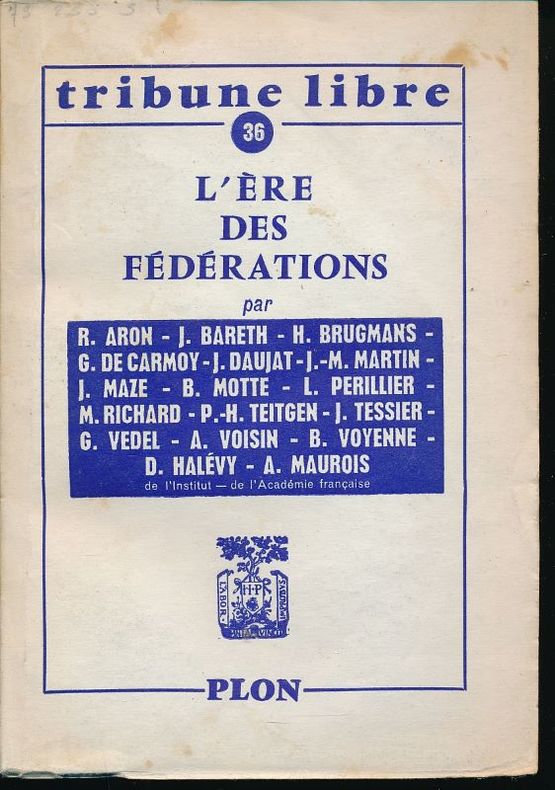 tribune libre
36
L'ÈRE
DES
FÉDÉRATIONS
par
R. ARON - J. BARETH - H. BRUGMANS -
G. DE CARMOY - J. DAUJAT - J.-M. MARTIN -
J. MAZE - B. MOTTE - L. PERILLIER -
M. RICHARD - P.-H. TEITGEN - J. TESSIER -
G. VEDEL - A. VOISIN - B. VOYENNE -
D. HALÉVY - A. MAUROIS
de l'Institut — de l'Académie française
H·P
LABOR
PLON